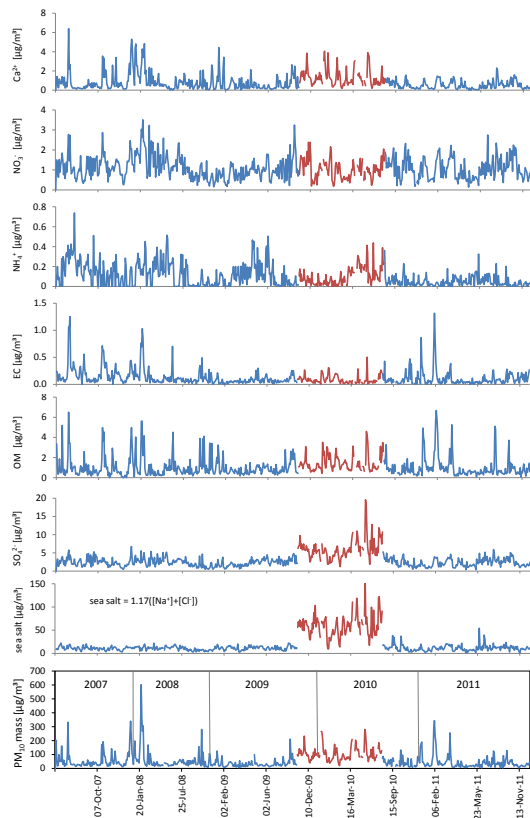 Ca²⁺ [µg/m³]
8
6
4
2
0
NO₃⁻ [µg/m³]
4
3
2
1
0
NH₄⁺ [µg/m³]
0.8
0.6
0.4
0.2
0.0
EC [µg/m³]
1.5
1.0
0.5
0.0
OM [µg/m³]
8
6
4
2
0
SO₄²⁻ [µg/m³]
20
15
10
5
0
sea salt [µg/m³]
150
100
50
0
sea salt = 1.17([Na⁺]+[Cl⁻])
PM₁₀ mass [µg/m³]
700
600
500
400
300
200
100
0
2007 2008 2009 2010 2011
07-Oct-07
20-Jan-08
25-Jul-08
02-Feb-09
02-Jun-09
10-Dec-09
16-Mar-10
15-Sep-10
06-Feb-11
23-May-11
13-Nov-11